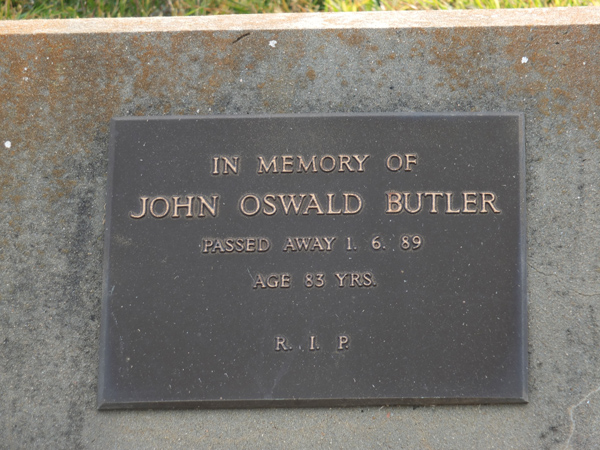 IN MEMORY OF
JOHN OSWALD BUTLER
PASSED AWAY 1. 6. 89
AGE 83 YRS.
R. I. P.